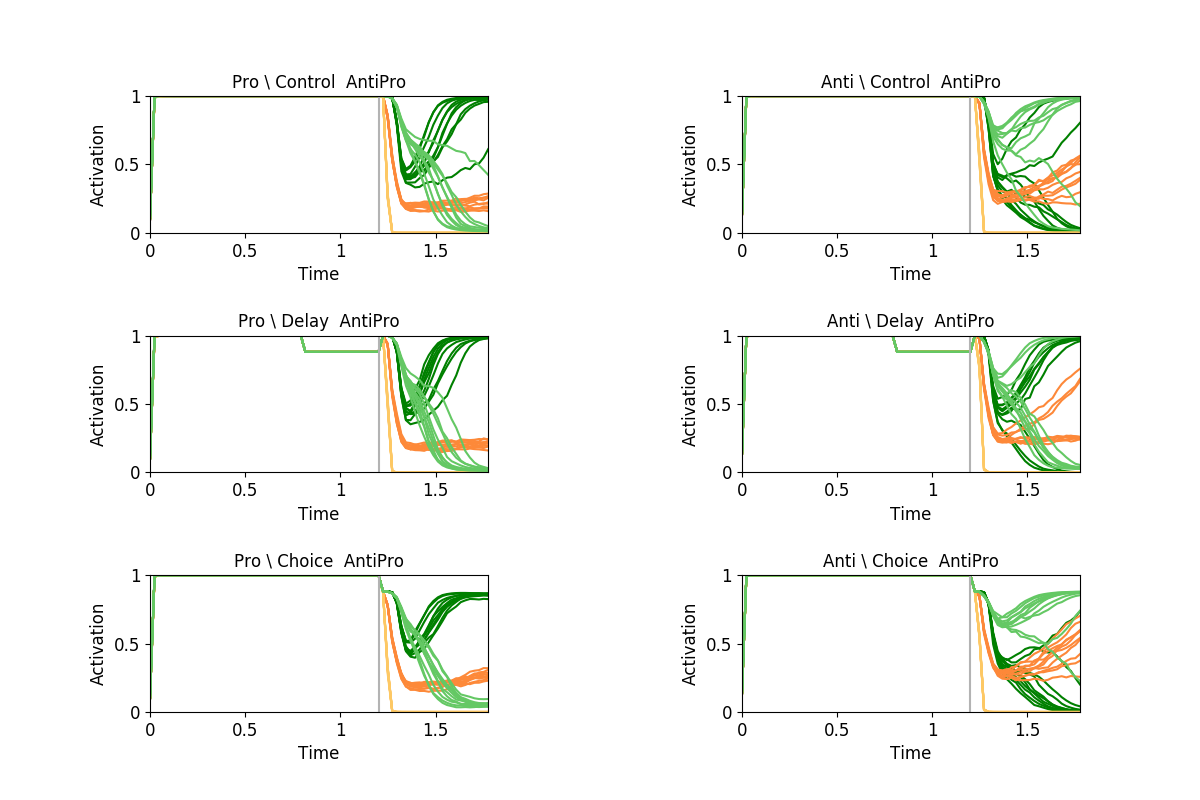 Pro \ Control  AntiPro
1
0.5
0
Activation
0 0.5 1 1.5
Time
Anti \ Control  AntiPro
1
0.5
0
Activation
0 0.5 1 1.5
Time
Pro \ Delay  AntiPro
1
0.5
0
Activation
0 0.5 1 1.5
Time
Anti \ Delay  AntiPro
1
0.5
0
Activation
0 0.5 1 1.5
Time
Pro \ Choice  AntiPro
1
0.5
0
Activation
0 0.5 1 1.5
Time
Anti \ Choice  AntiPro
1
0.5
0
Activation
0 0.5 1 1.5
Time